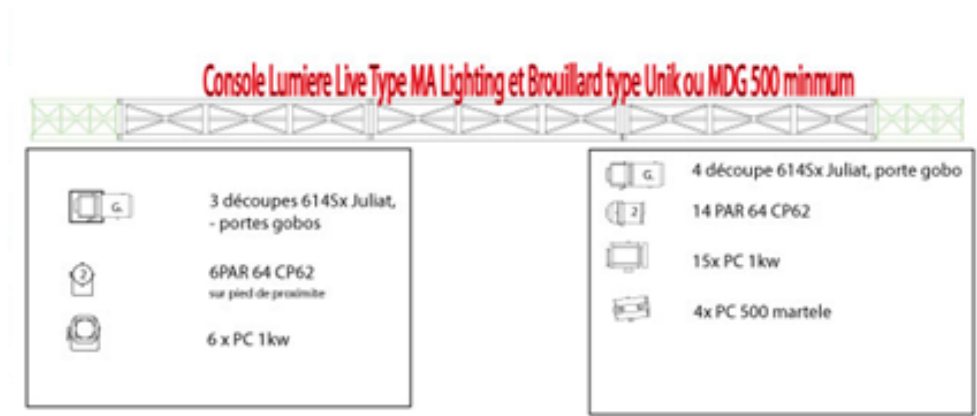 Console Lumiere Live Type MA Lighting et Brouillard type Unik ou MDG 500 minmum
G.
3 découpes 614Sx Juliat,
- portes gobos
2
6PAR 64 CP62
sur pied de proximite
6 x PC 1kw
G.
4 découpe 614Sx Juliat, porte gobo
2
14 PAR 64 CP62
15x PC 1kw
4x PC 500 martele